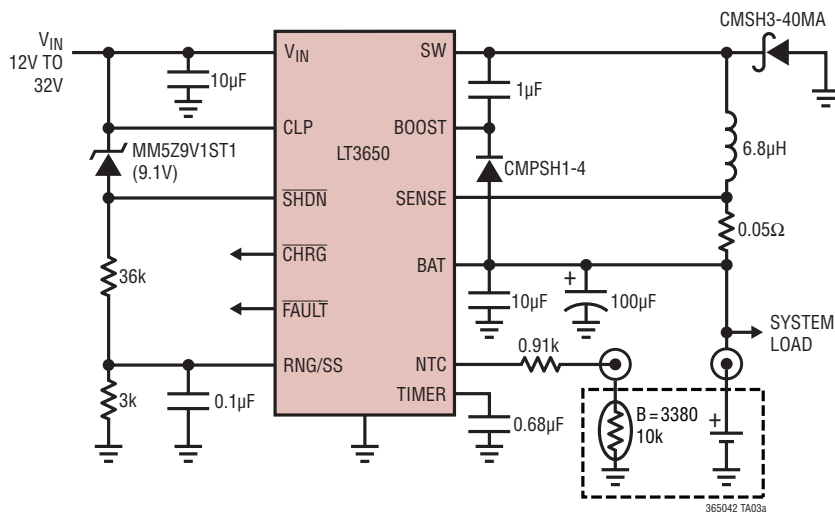 CMSH3-40MA
VIN
12V TO
32V
VIN
SW
10µF
1µF
CLP
BOOST
LT3650
6.8µH
MM5Z9V1ST1
(9.1V)
CMPSH1-4
SHDN
SENSE
0.05Ω
CHRG
BAT
36k
+
10µF
100µF
FAULT
SYSTEM
LOAD
0.91k
RNG/SS
NTC
3k
0.1µF
TIMER
0.68µF
B = 3380
10k
+
365042 TA03a